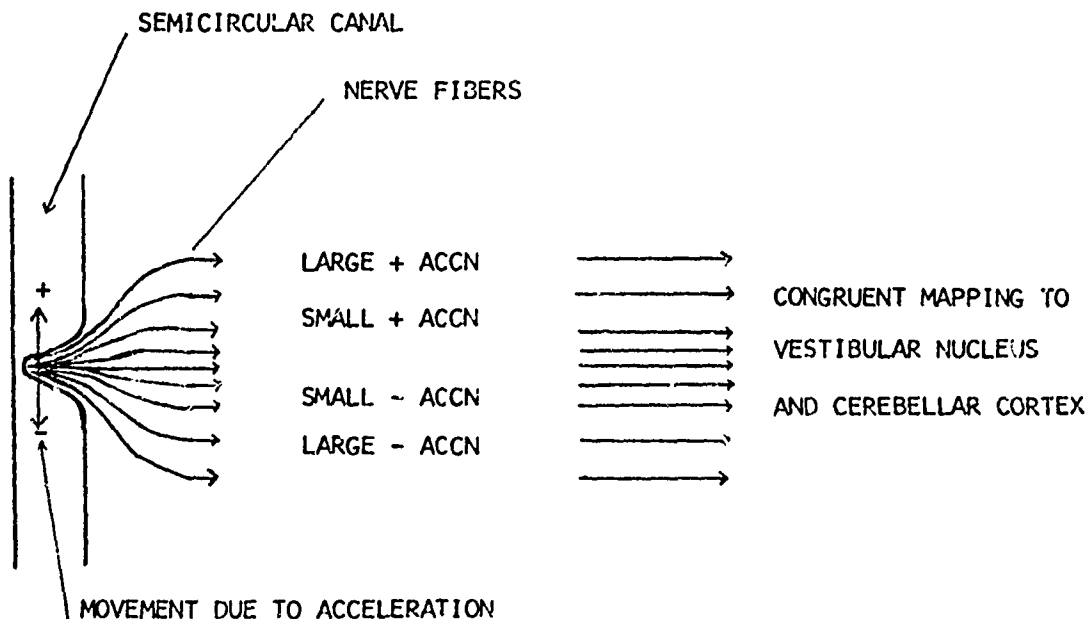 SEMICIRCULAR CANAL
NERVE FIBERS
+
LARGE + ACCN
SMALL + ACCN
SMALL - ACCN
LARGE - ACCN
-
CONGRUENT MAPPING TO
VESTIBULAR NUCLEUS
AND CEREBELLAR CORTEX
MOVEMENT DUE TO ACCELERATION